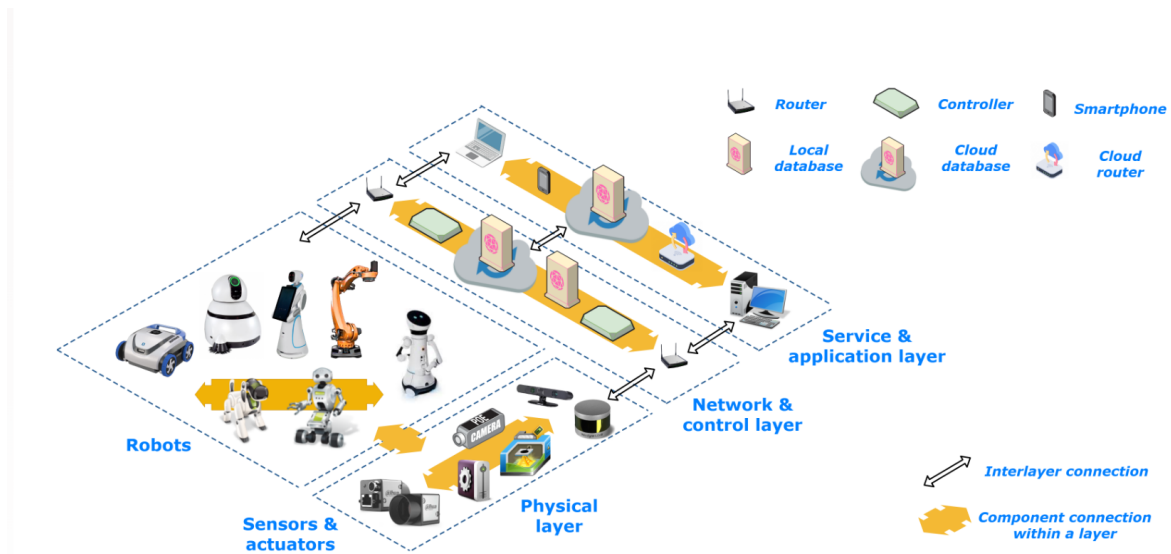 Router
Controller
Smartphone
Local
database
Cloud
database
Cloud
router
Service &
application layer
Network &
control layer
Robots
POE
CAMERA
Physical
layer
Sensors &
actuators
Interlayer connection
Component connection
within a layer